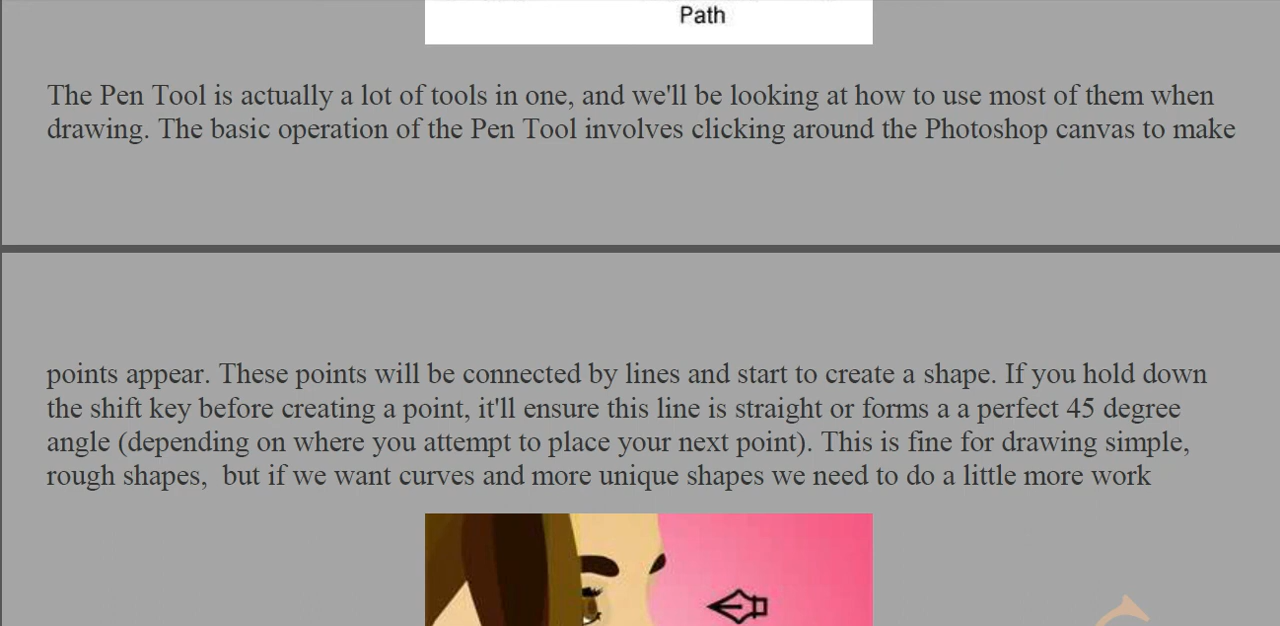 Path
The Pen Tool is actually a lot of tools in one, and we'll be looking at how to use most of them when
drawing. The basic operation of the Pen Tool involves clicking around the Photoshop canvas to make
points appear. These points will be connected by lines and start to create a shape. If you hold down
the shift key before creating a point, it'll ensure this line is straight or forms a a perfect 45 degree
angle (depending on where you attempt to place your next point). This is fine for drawing simple,
rough shapes,  but if we want curves and more unique shapes we need to do a little more work